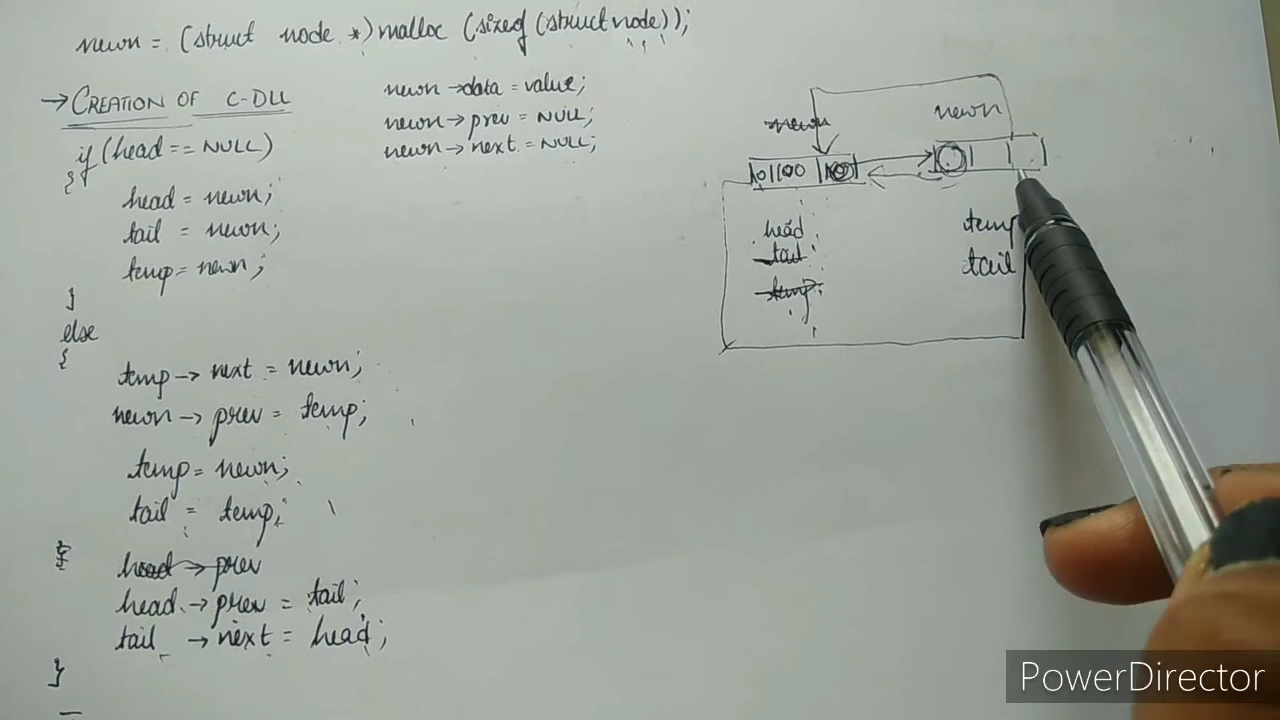 newn = (struct node *) malloc (sizeof (struct node));
→ CREATION OF C-DLL
if (head == NULL)
{
head = newn;
tail = newn;
temp = newn;
}
else
{
temp → next = newn;
newn → prev = temp;
temp = newn;
tail = temp;
head → prev
head → prev = tail;
tail → next = head;
}
newn → data = value;
newn → prev = NULL;
newn → next = NULL;
newn
newn
0 | 100
head
tail
temp
temp
tail
PowerDirector